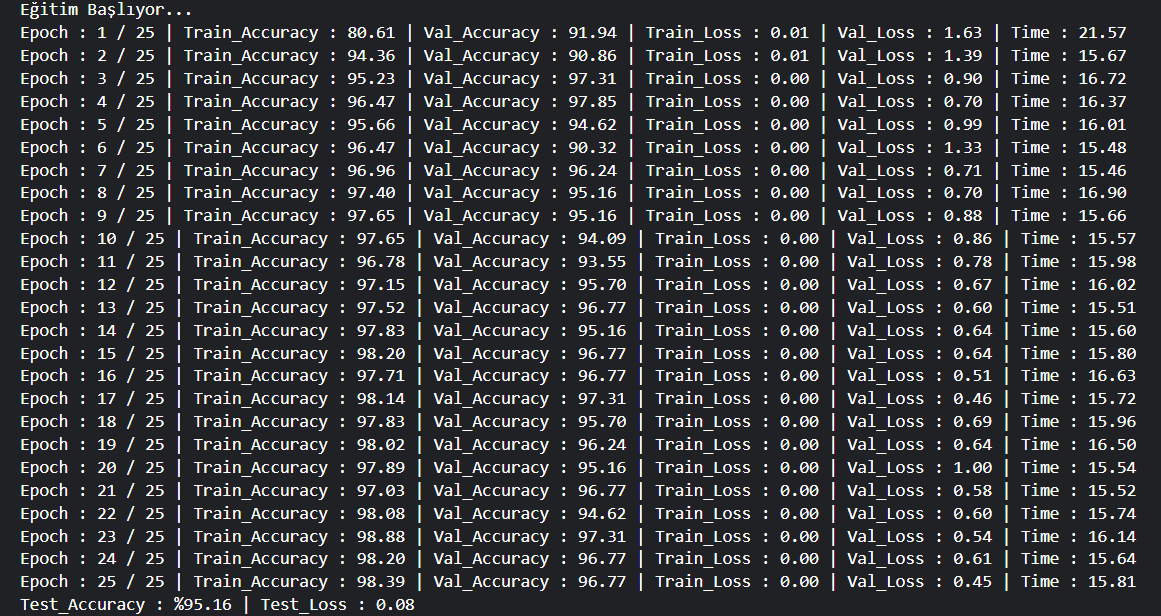 Eğitim Başlıyor...
Epoch : 1 / 25 | Train_Accuracy : 80.61 | Val_Accuracy : 91.94 | Train_Loss : 0.01 | Val_Loss : 1.63 | Time : 21.57
Epoch : 2 / 25 | Train_Accuracy : 94.36 | Val_Accuracy : 90.86 | Train_Loss : 0.01 | Val_Loss : 1.39 | Time : 15.67
Epoch : 3 / 25 | Train_Accuracy : 95.23 | Val_Accuracy : 97.31 | Train_Loss : 0.00 | Val_Loss : 0.90 | Time : 16.72
Epoch : 4 / 25 | Train_Accuracy : 96.47 | Val_Accuracy : 97.85 | Train_Loss : 0.00 | Val_Loss : 0.70 | Time : 16.37
Epoch : 5 / 25 | Train_Accuracy : 95.66 | Val_Accuracy : 94.62 | Train_Loss : 0.00 | Val_Loss : 0.99 | Time : 16.01
Epoch : 6 / 25 | Train_Accuracy : 96.47 | Val_Accuracy : 90.32 | Train_Loss : 0.00 | Val_Loss : 1.33 | Time : 15.48
Epoch : 7 / 25 | Train_Accuracy : 96.96 | Val_Accuracy : 96.24 | Train_Loss : 0.00 | Val_Loss : 0.71 | Time : 15.46
Epoch : 8 / 25 | Train_Accuracy : 97.40 | Val_Accuracy : 95.16 | Train_Loss : 0.00 | Val_Loss : 0.70 | Time : 16.90
Epoch : 9 / 25 | Train_Accuracy : 97.65 | Val_Accuracy : 95.16 | Train_Loss : 0.00 | Val_Loss : 0.88 | Time : 15.66
Epoch : 10 / 25 | Train_Accuracy : 97.65 | Val_Accuracy : 94.09 | Train_Loss : 0.00 | Val_Loss : 0.86 | Time : 15.57
Epoch : 11 / 25 | Train_Accuracy : 96.78 | Val_Accuracy : 93.55 | Train_Loss : 0.00 | Val_Loss : 0.78 | Time : 15.98
Epoch : 12 / 25 | Train_Accuracy : 97.15 | Val_Accuracy : 95.70 | Train_Loss : 0.00 | Val_Loss : 0.67 | Time : 16.02
Epoch : 13 / 25 | Train_Accuracy : 97.52 | Val_Accuracy : 96.77 | Train_Loss : 0.00 | Val_Loss : 0.60 | Time : 15.51
Epoch : 14 / 25 | Train_Accuracy : 97.83 | Val_Accuracy : 95.16 | Train_Loss : 0.00 | Val_Loss : 0.64 | Time : 15.60
Epoch : 15 / 25 | Train_Accuracy : 98.20 | Val_Accuracy : 96.77 | Train_Loss : 0.00 | Val_Loss : 0.64 | Time : 15.80
Epoch : 16 / 25 | Train_Accuracy : 97.71 | Val_Accuracy : 96.77 | Train_Loss : 0.00 | Val_Loss : 0.51 | Time : 16.63
Epoch : 17 / 25 | Train_Accuracy : 98.14 | Val_Accuracy : 97.31 | Train_Loss : 0.00 | Val_Loss : 0.46 | Time : 15.72
Epoch : 18 / 25 | Train_Accuracy : 97.83 | Val_Accuracy : 95.70 | Train_Loss : 0.00 | Val_Loss : 0.69 | Time : 15.96
Epoch : 19 / 25 | Train_Accuracy : 98.02 | Val_Accuracy : 96.24 | Train_Loss : 0.00 | Val_Loss : 0.64 | Time : 16.50
Epoch : 20 / 25 | Train_Accuracy : 97.89 | Val_Accuracy : 95.16 | Train_Loss : 0.00 | Val_Loss : 1.00 | Time : 15.54
Epoch : 21 / 25 | Train_Accuracy : 97.03 | Val_Accuracy : 96.77 | Train_Loss : 0.00 | Val_Loss : 0.58 | Time : 15.52
Epoch : 22 / 25 | Train_Accuracy : 98.08 | Val_Accuracy : 94.62 | Train_Loss : 0.00 | Val_Loss : 0.60 | Time : 15.74
Epoch : 23 / 25 | Train_Accuracy : 98.88 | Val_Accuracy : 97.31 | Train_Loss : 0.00 | Val_Loss : 0.54 | Time : 16.14
Epoch : 24 / 25 | Train_Accuracy : 98.20 | Val_Accuracy : 96.77 | Train_Loss : 0.00 | Val_Loss : 0.61 | Time : 15.64
Epoch : 25 / 25 | Train_Accuracy : 98.39 | Val_Accuracy : 96.77 | Train_Loss : 0.00 | Val_Loss : 0.45 | Time : 15.81
Test_Accuracy : %95.16 | Test_Loss : 0.08